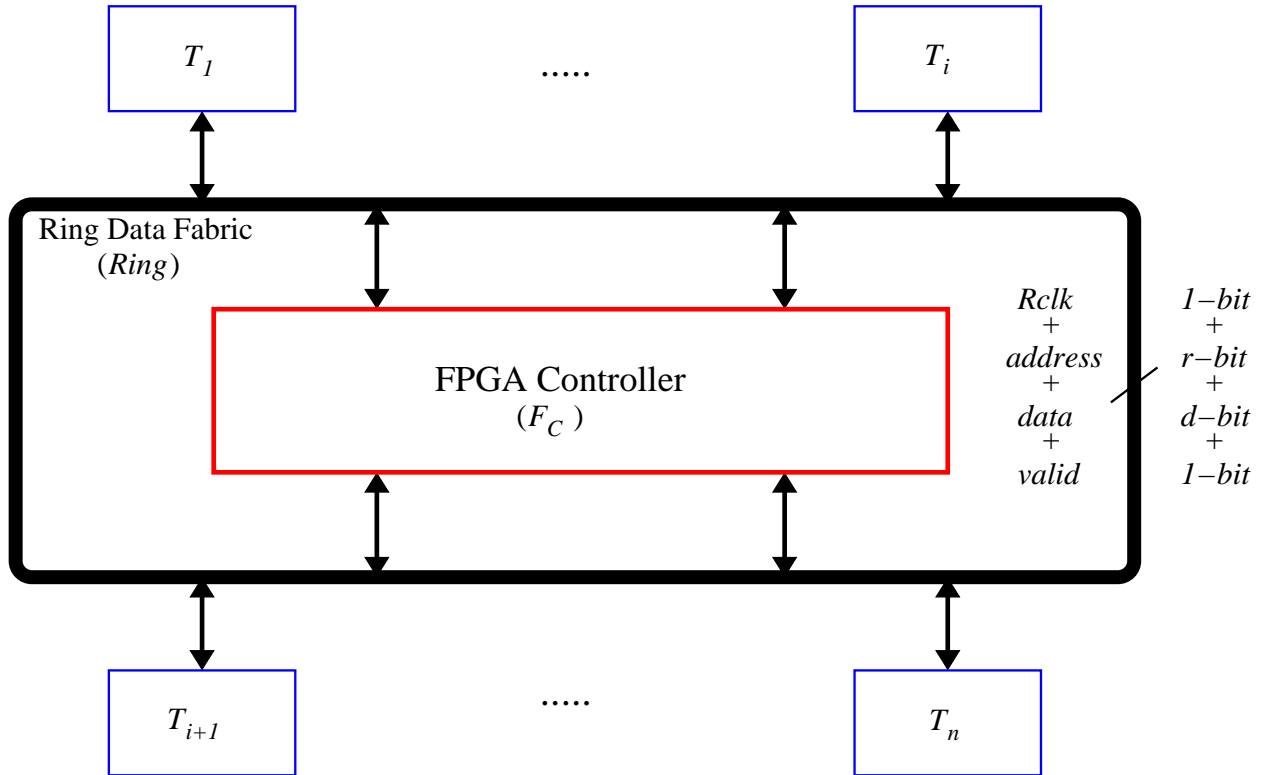 T1
.....
Ti
Ring Data Fabric
(Ring)
Rclk
+
address
+
data
+
valid
1−bit
+
r−bit
+
d−bit
+
1−bit
FPGA Controller
(FC)
Ti+1
.....
Tn